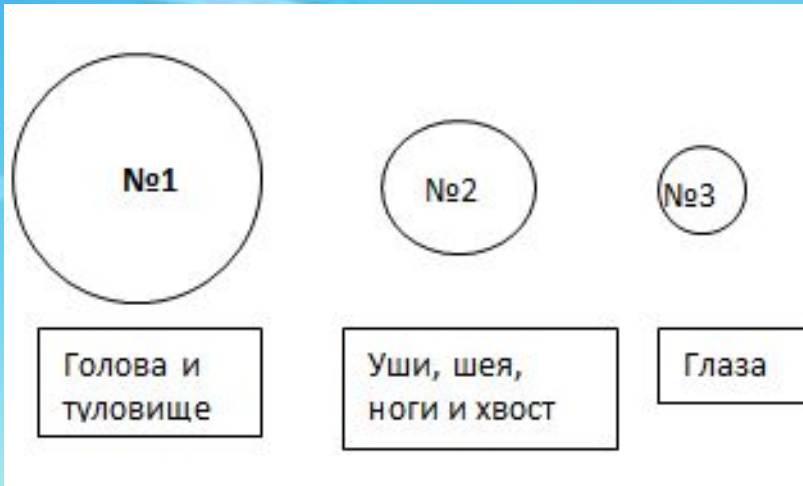 №1
№2
№3
Голова и
туловище
Уши, шея,
ноги и хвост
Глаза